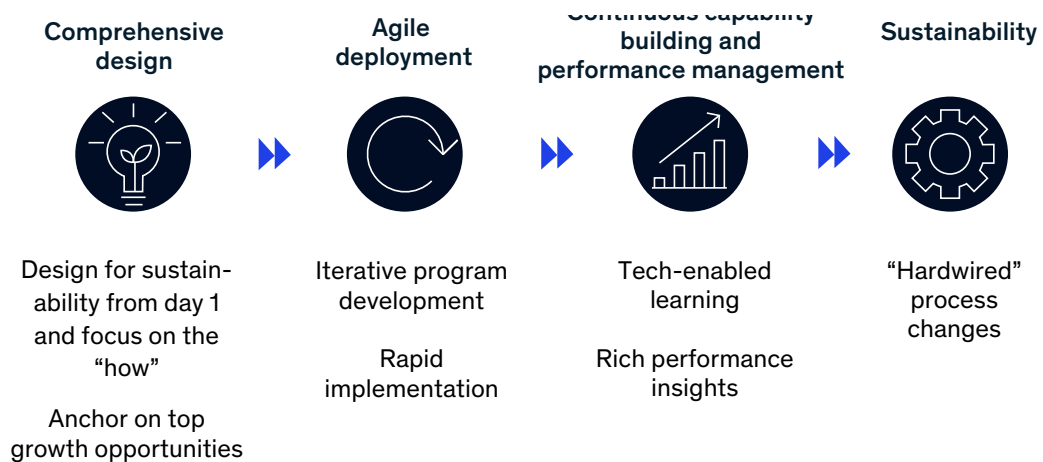 Comprehensive
design
Agile
deployment
Continuous capability
building and
performance management
Sustainability
Design for sustain-
ability from day 1
and focus on the
“how”
Anchor on top
growth opportunities
Iterative program
development
Rapid
implementation
Tech-enabled
learning
Rich performance
insights
“Hardwired”
process
changes